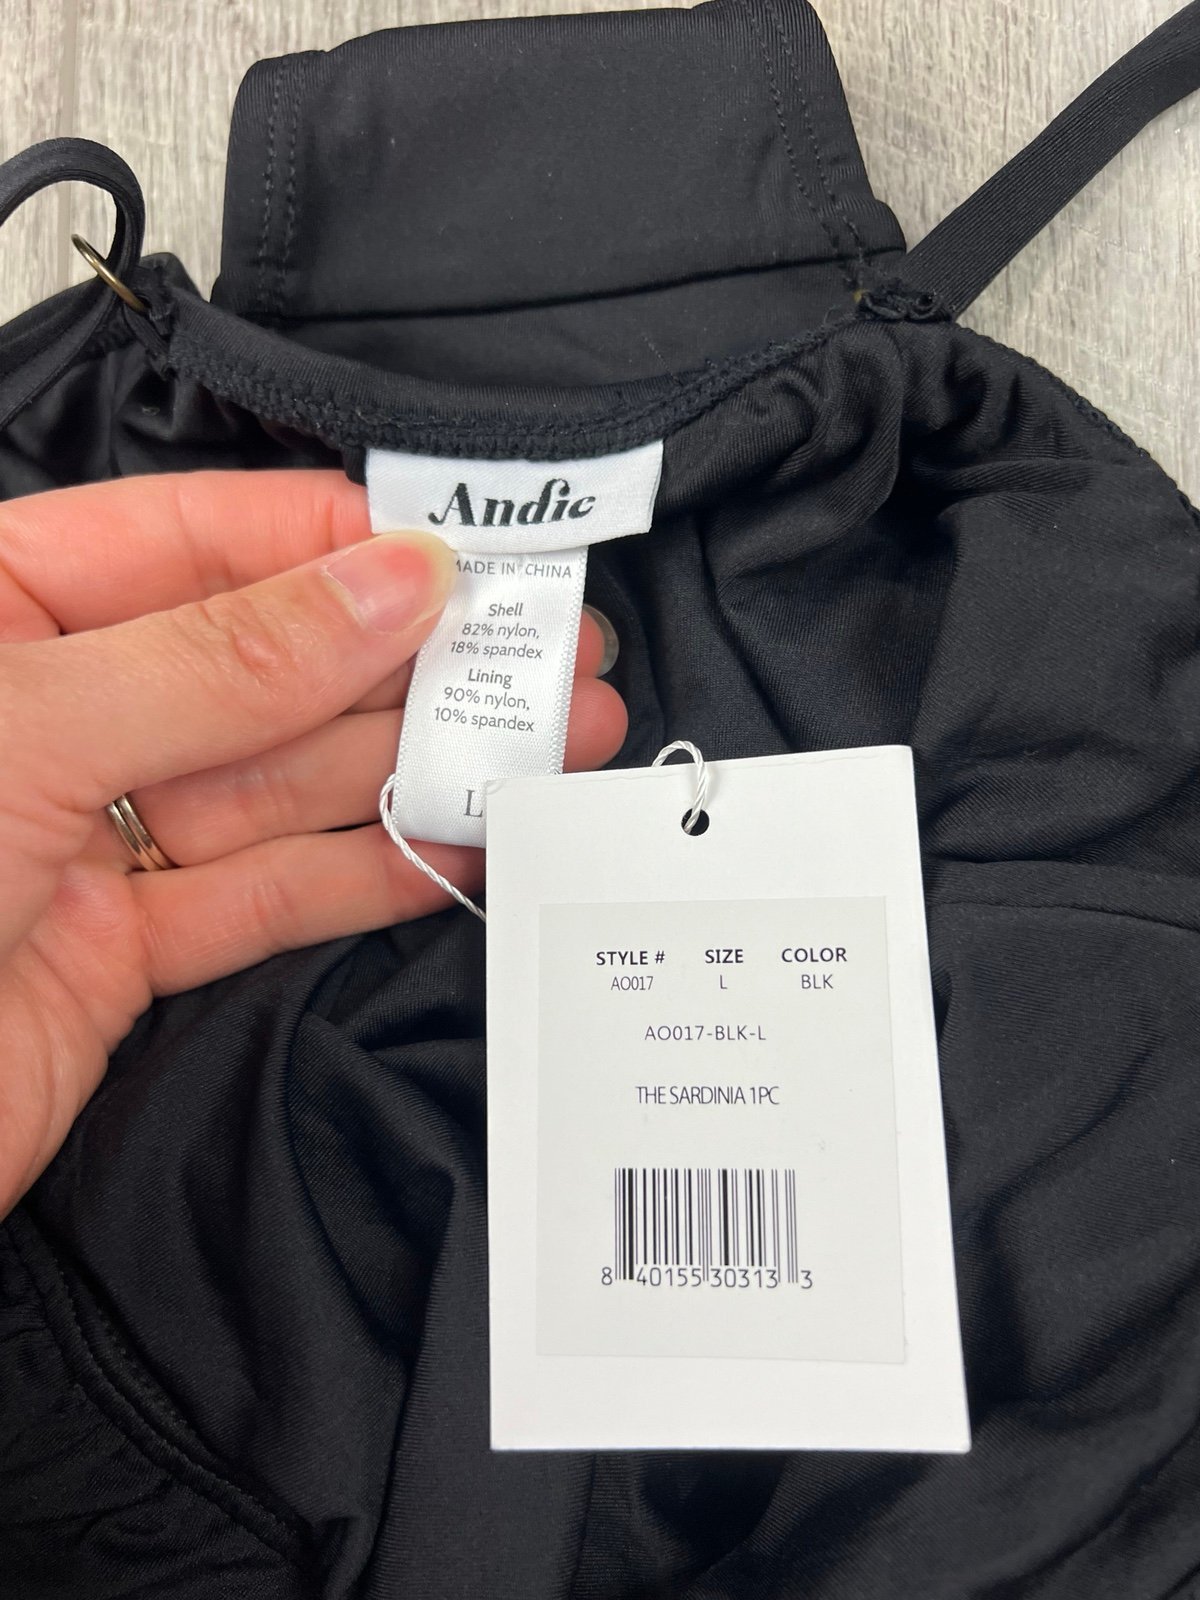 Andie
MADE IN CHINA
Shell
82% nylon,
18% spandex
Lining
90% nylon,
10% spandex
L
STYLE # SIZE COLOR
AO017 L BLK
AO017-BLK-L
THE SARDINIA 1PC
8 40155 30313 3